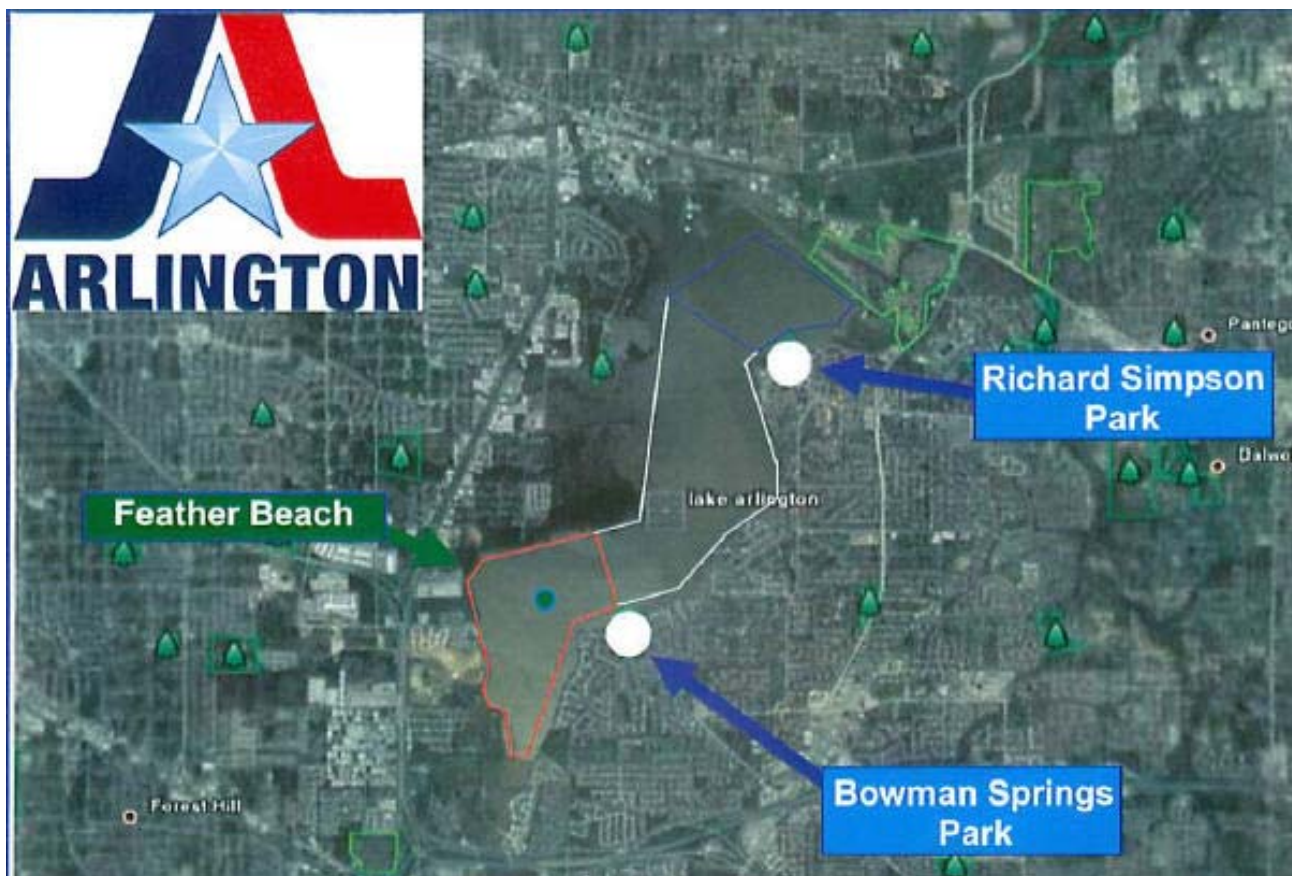 ARLINGTON
Pantego
Richard Simpson
Park
Dalwo
lake arlington
Feather Beach
Forest Hill
Bowman Springs
Park